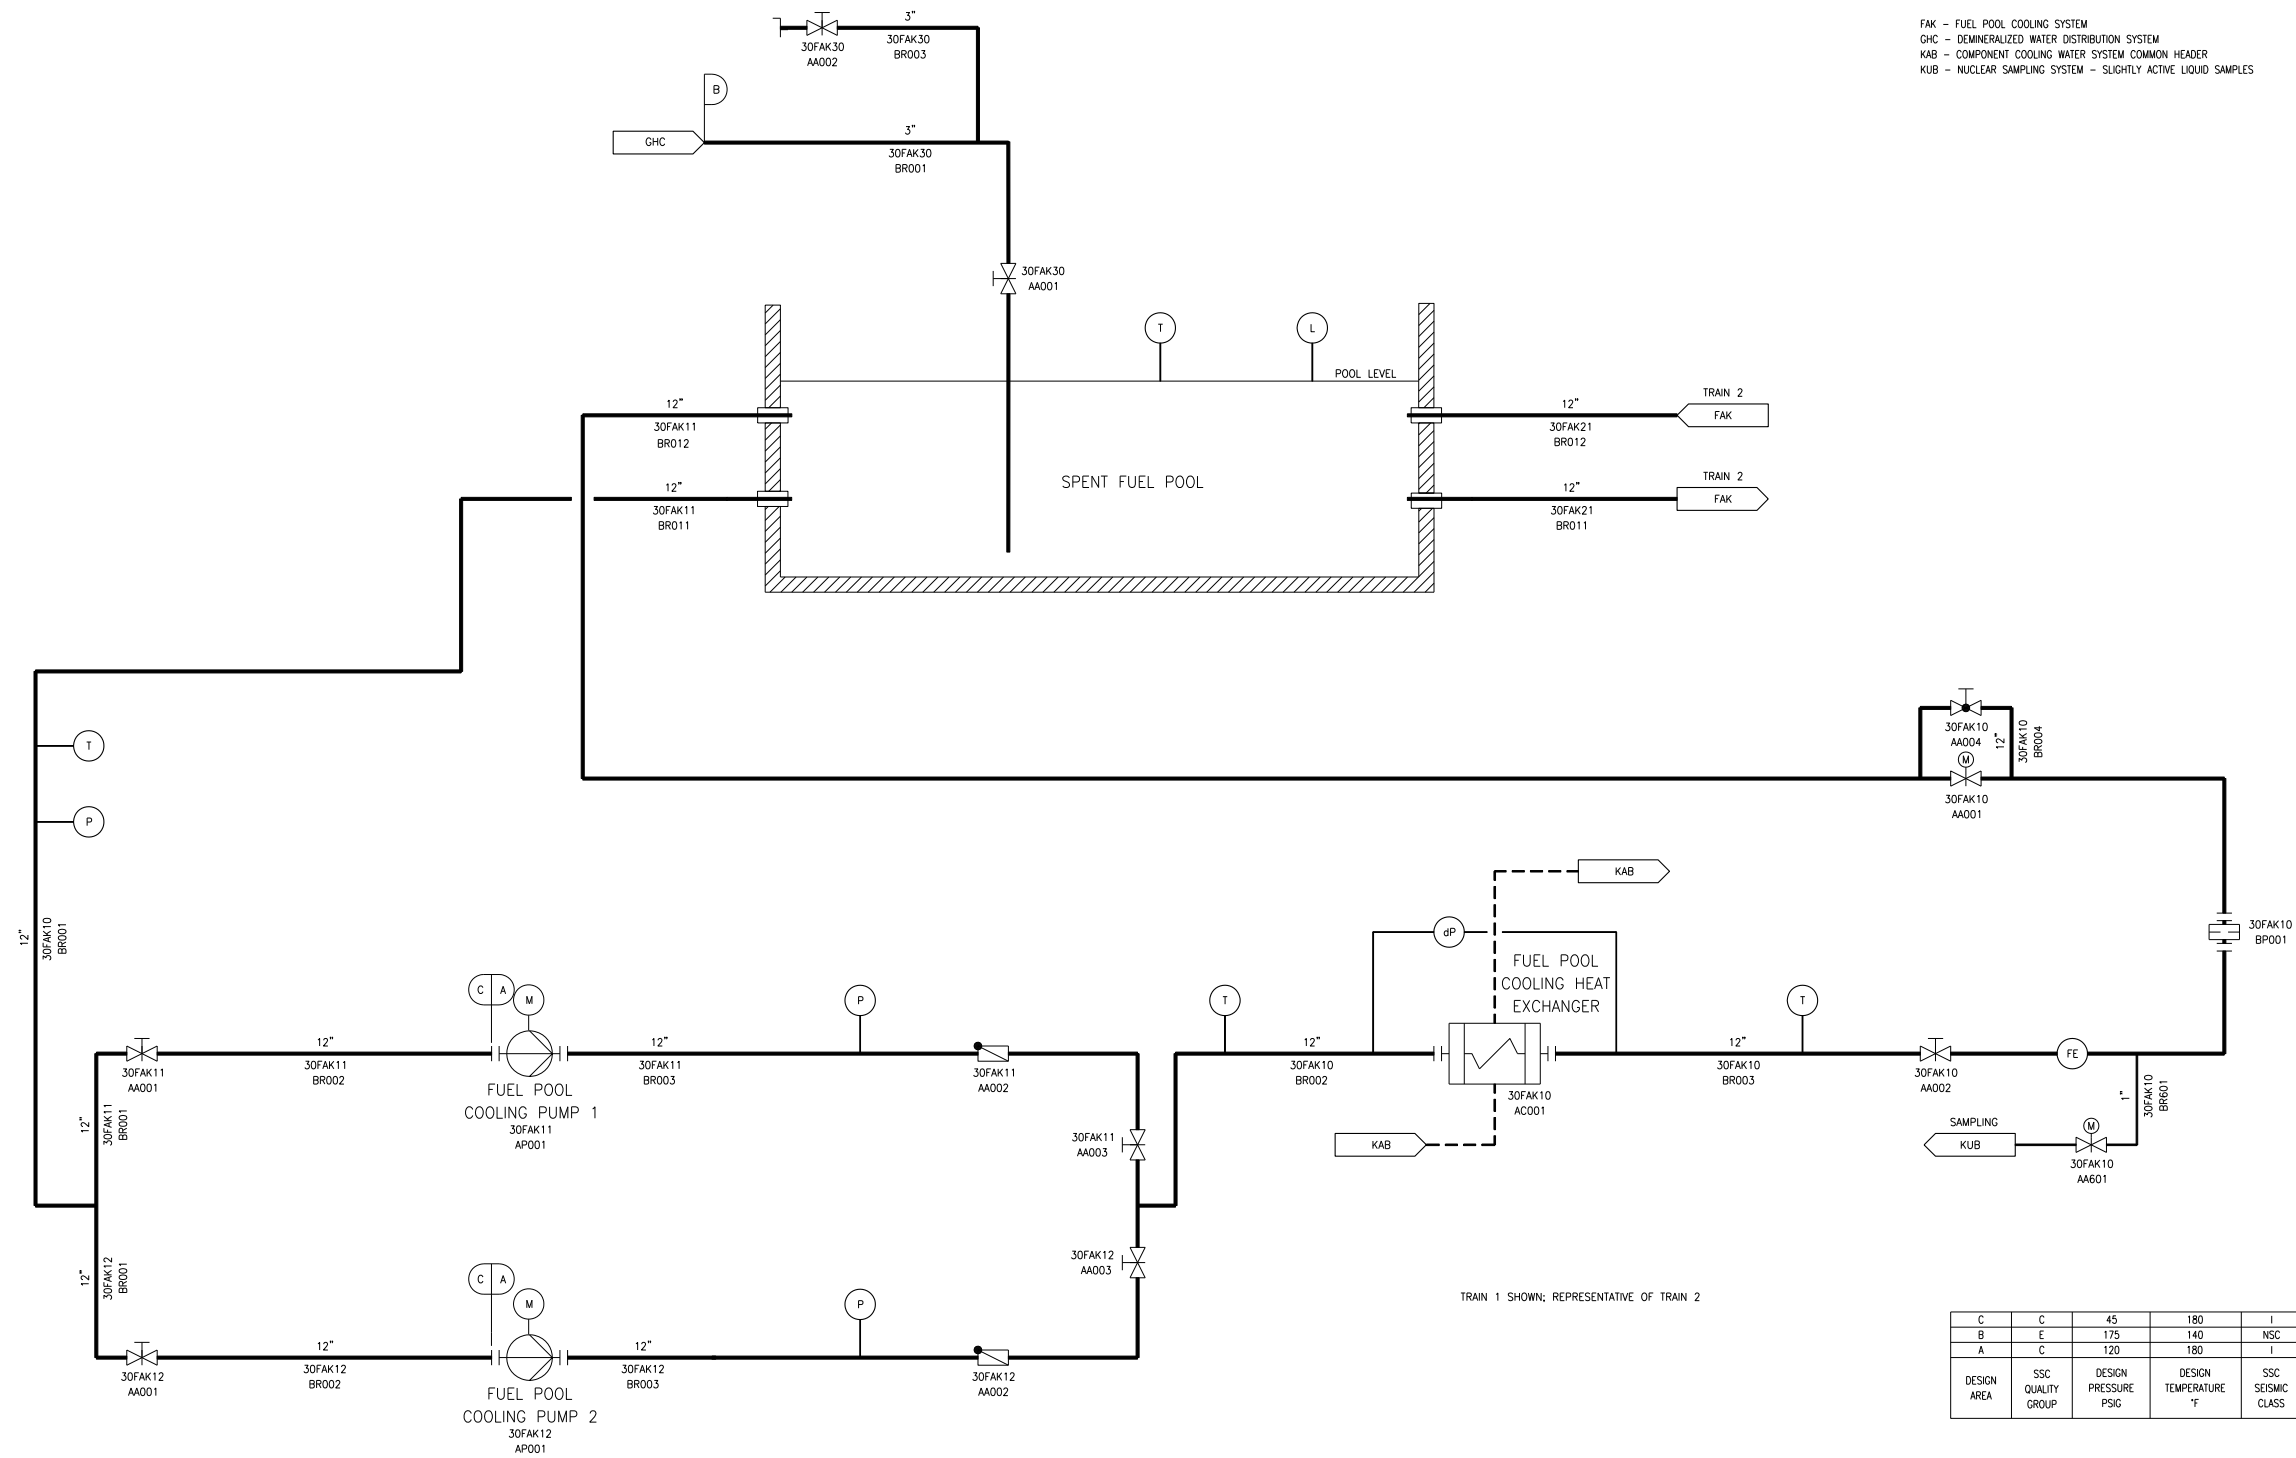 FAK – FUEL POOL COOLING SYSTEM
GHC – DEMINERALIZED WATER DISTRIBUTION SYSTEM
KAB – COMPONENT COOLING WATER SYSTEM COMMON HEADER
KUB – NUCLEAR SAMPLING SYSTEM – SLIGHTLY ACTIVE LIQUID SAMPLES
3"
30FAK30
AA002
30FAK30
BR003
B
GHC
3"
30FAK30
BR001
30FAK30
AA001
T
L
POOL LEVEL
12"
30FAK11
BR012
12"
30FAK21
BR012
TRAIN 2
FAK
SPENT FUEL POOL
12"
30FAK11
BR011
12"
30FAK21
BR011
TRAIN 2
FAK
T
P
12"
30FAK10
BR001
30FAK10
AA004
12"
30FAK10
BR004
M
30FAK10
AA001
KAB
dP
FUEL POOL
COOLING HEAT
EXCHANGER
30FAK10
BP001
C A
M
P
T
T
30FAK11
AA001
12"
30FAK11
BR002
12"
30FAK11
BR003
30FAK11
AA002
12"
30FAK10
BR002
12"
30FAK10
BR003
30FAK10
AA002
FE
FUEL POOL
COOLING PUMP 1
30FAK11
AP001
30FAK10
AC001
12"
30FAK11
BR001
30FAK11
AA003
KAB
1"
30FAK10
BR601
SAMPLING
KUB
M
30FAK10
AA601
12"
30FAK12
BR001
30FAK12
AA003
C A
M
P
30FAK12
AA001
12"
30FAK12
BR002
12"
30FAK12
BR003
30FAK12
AA002
FUEL POOL
COOLING PUMP 2
30FAK12
AP001
TRAIN 1 SHOWN; REPRESENTATIVE OF TRAIN 2
C C 45 180 I
B E 175 140 NSC
A C 120 180 I
DESIGN
AREA
SSC
QUALITY
GROUP
DESIGN
PRESSURE
PSIG
DESIGN
TEMPERATURE
°F
SSC
SEISMIC
CLASS